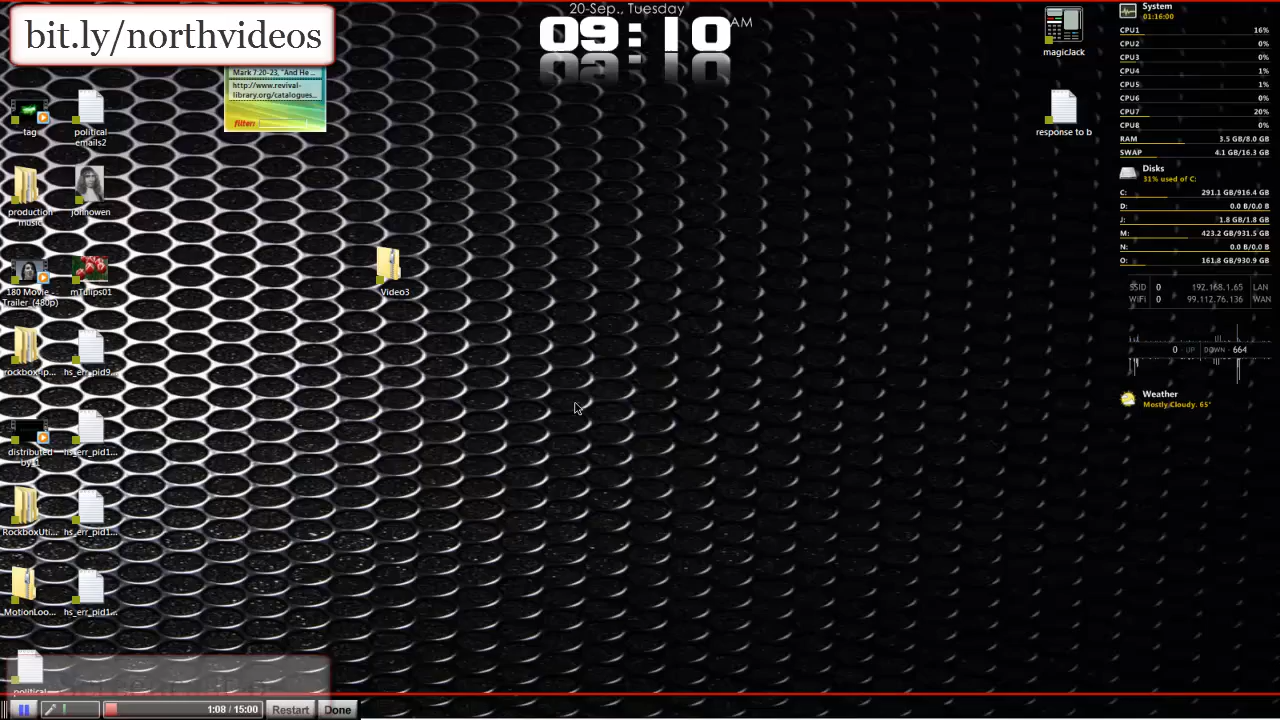 bit.ly/northvideos
20-Sep., Tuesday
09:10
AM
Mark 7:20-23, "And He ...
http://www.revival-
library.org/catalogues...
filter:
tag
political
emails2
production
music
johnowen
180 Movie -
Trailer (480p)
mTulips01
rockbox-ip...
hs_err_pid9...
distributed
by 1
hs_err_pid1...
RockboxUti...
hs_err_pid1...
MotionLoo...
hs_err_pid1...
political
Video3
magicJack
response to b
System
01:16:00
CPU1 16%
CPU2 0%
CPU3 0%
CPU4 1%
CPU5 1%
CPU6 0%
CPU7 20%
CPU8 0%
RAM 3.5 GB/8.0 GB
SWAP 4.1 GB/16.3 GB
Disks
31% used of C:
C: 291.1 GB/916.4 GB
D: 0.0 B/0.0 B
J: 1.8 GB/1.8 GB
M: 423.2 GB/931.5 GB
N: 0.0 B/0.0 B
O: 161.8 GB/930.9 GB
SSID 0 192.168.1.65 LAN
WIFI 0 99.112.76.136 WAN
0 - UP DOWN - 664
Weather
Mostly Cloudy, 65°
1:08 / 15:00 Restart Done